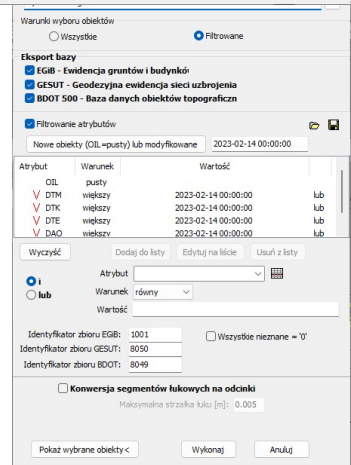 Warunki wyboru obiektów
Wszystkie Filtrowane
Eksport bazy
EGiB - Ewidencja gruntów i budynków
GESUT - Geodezyjna ewidencja sieci uzbrojenia
BDOT 500 - Baza danych obiektów topograficzn
Filtrowanie atrybutów
Nowe obiekty (OIL =pusty) lub modyfikowane 2023-02-14 00:00:00
Atrybut Warunek Wartość
OIL pusty
V DTM większy 2023-02-14 00:00:00 lub
V DTK większy 2023-02-14 00:00:00 lub
V DTE większy 2023-02-14 00:00:00 lub
V DAO większy 2023-02-14 00:00:00 lub
Wyczyść Dodaj do listy Edytuj na liście Usuń z listy
i
lub
Atrybut
Warunek równy
Wartość
Identyfikator zbioru EGiB: 1001 Wszystkie nieznane = '0'
Identyfikator zbioru GESUT: 8050
Identyfikator zbioru BDOT: 8049
Konwersja segmentów łukowych na odcinki
Maksymalna strzałka łuku [m]: 0.005
Pokaż wybrane obiekty< Wykonaj Anuluj